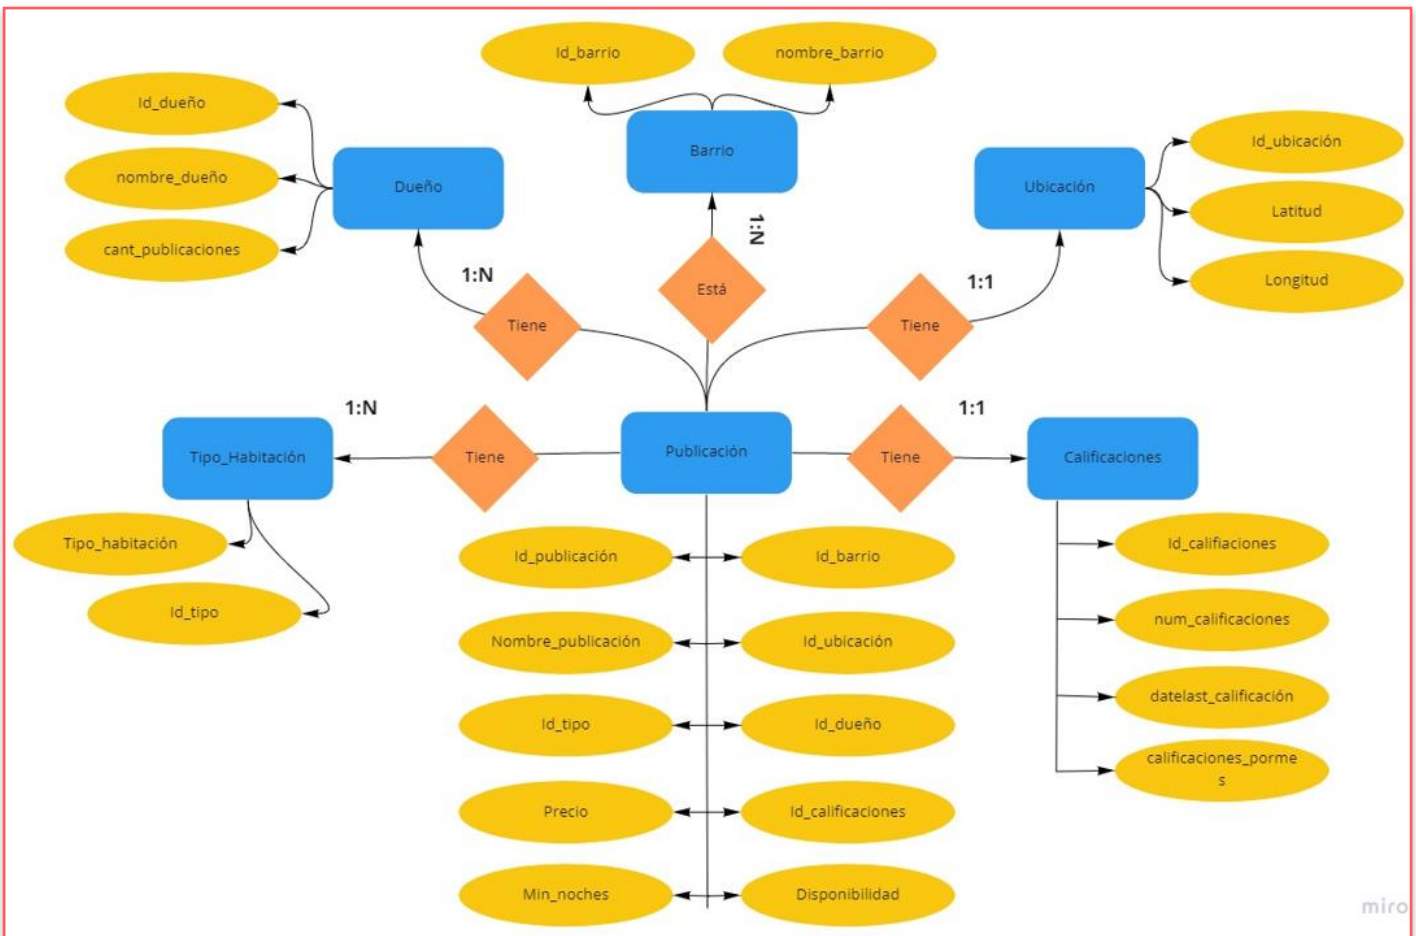 Id_barrio
nombre_barrio
Id_dueño
nombre_dueño
cant_publicaciones
Dueño
Barrio
Ubicación
Id_ubicación
Latitud
Longitud
1:N
Tiene
1:N
Está
1:1
Tiene
1:N
Tipo_Habitación
Tiene
Publicación
Tiene
1:1
Calificaciones
Tipo_habitación
Id_tipo
Id_publicación
Id_barrio
Nombre_publicación
Id_ubicación
Id_tipo
Id_dueño
Precio
Id_calificaciones
Min_noches
Disponibilidad
Id_califiaciones
num_calificaciones
datelast_calificación
calificaciones_porme
s
miro